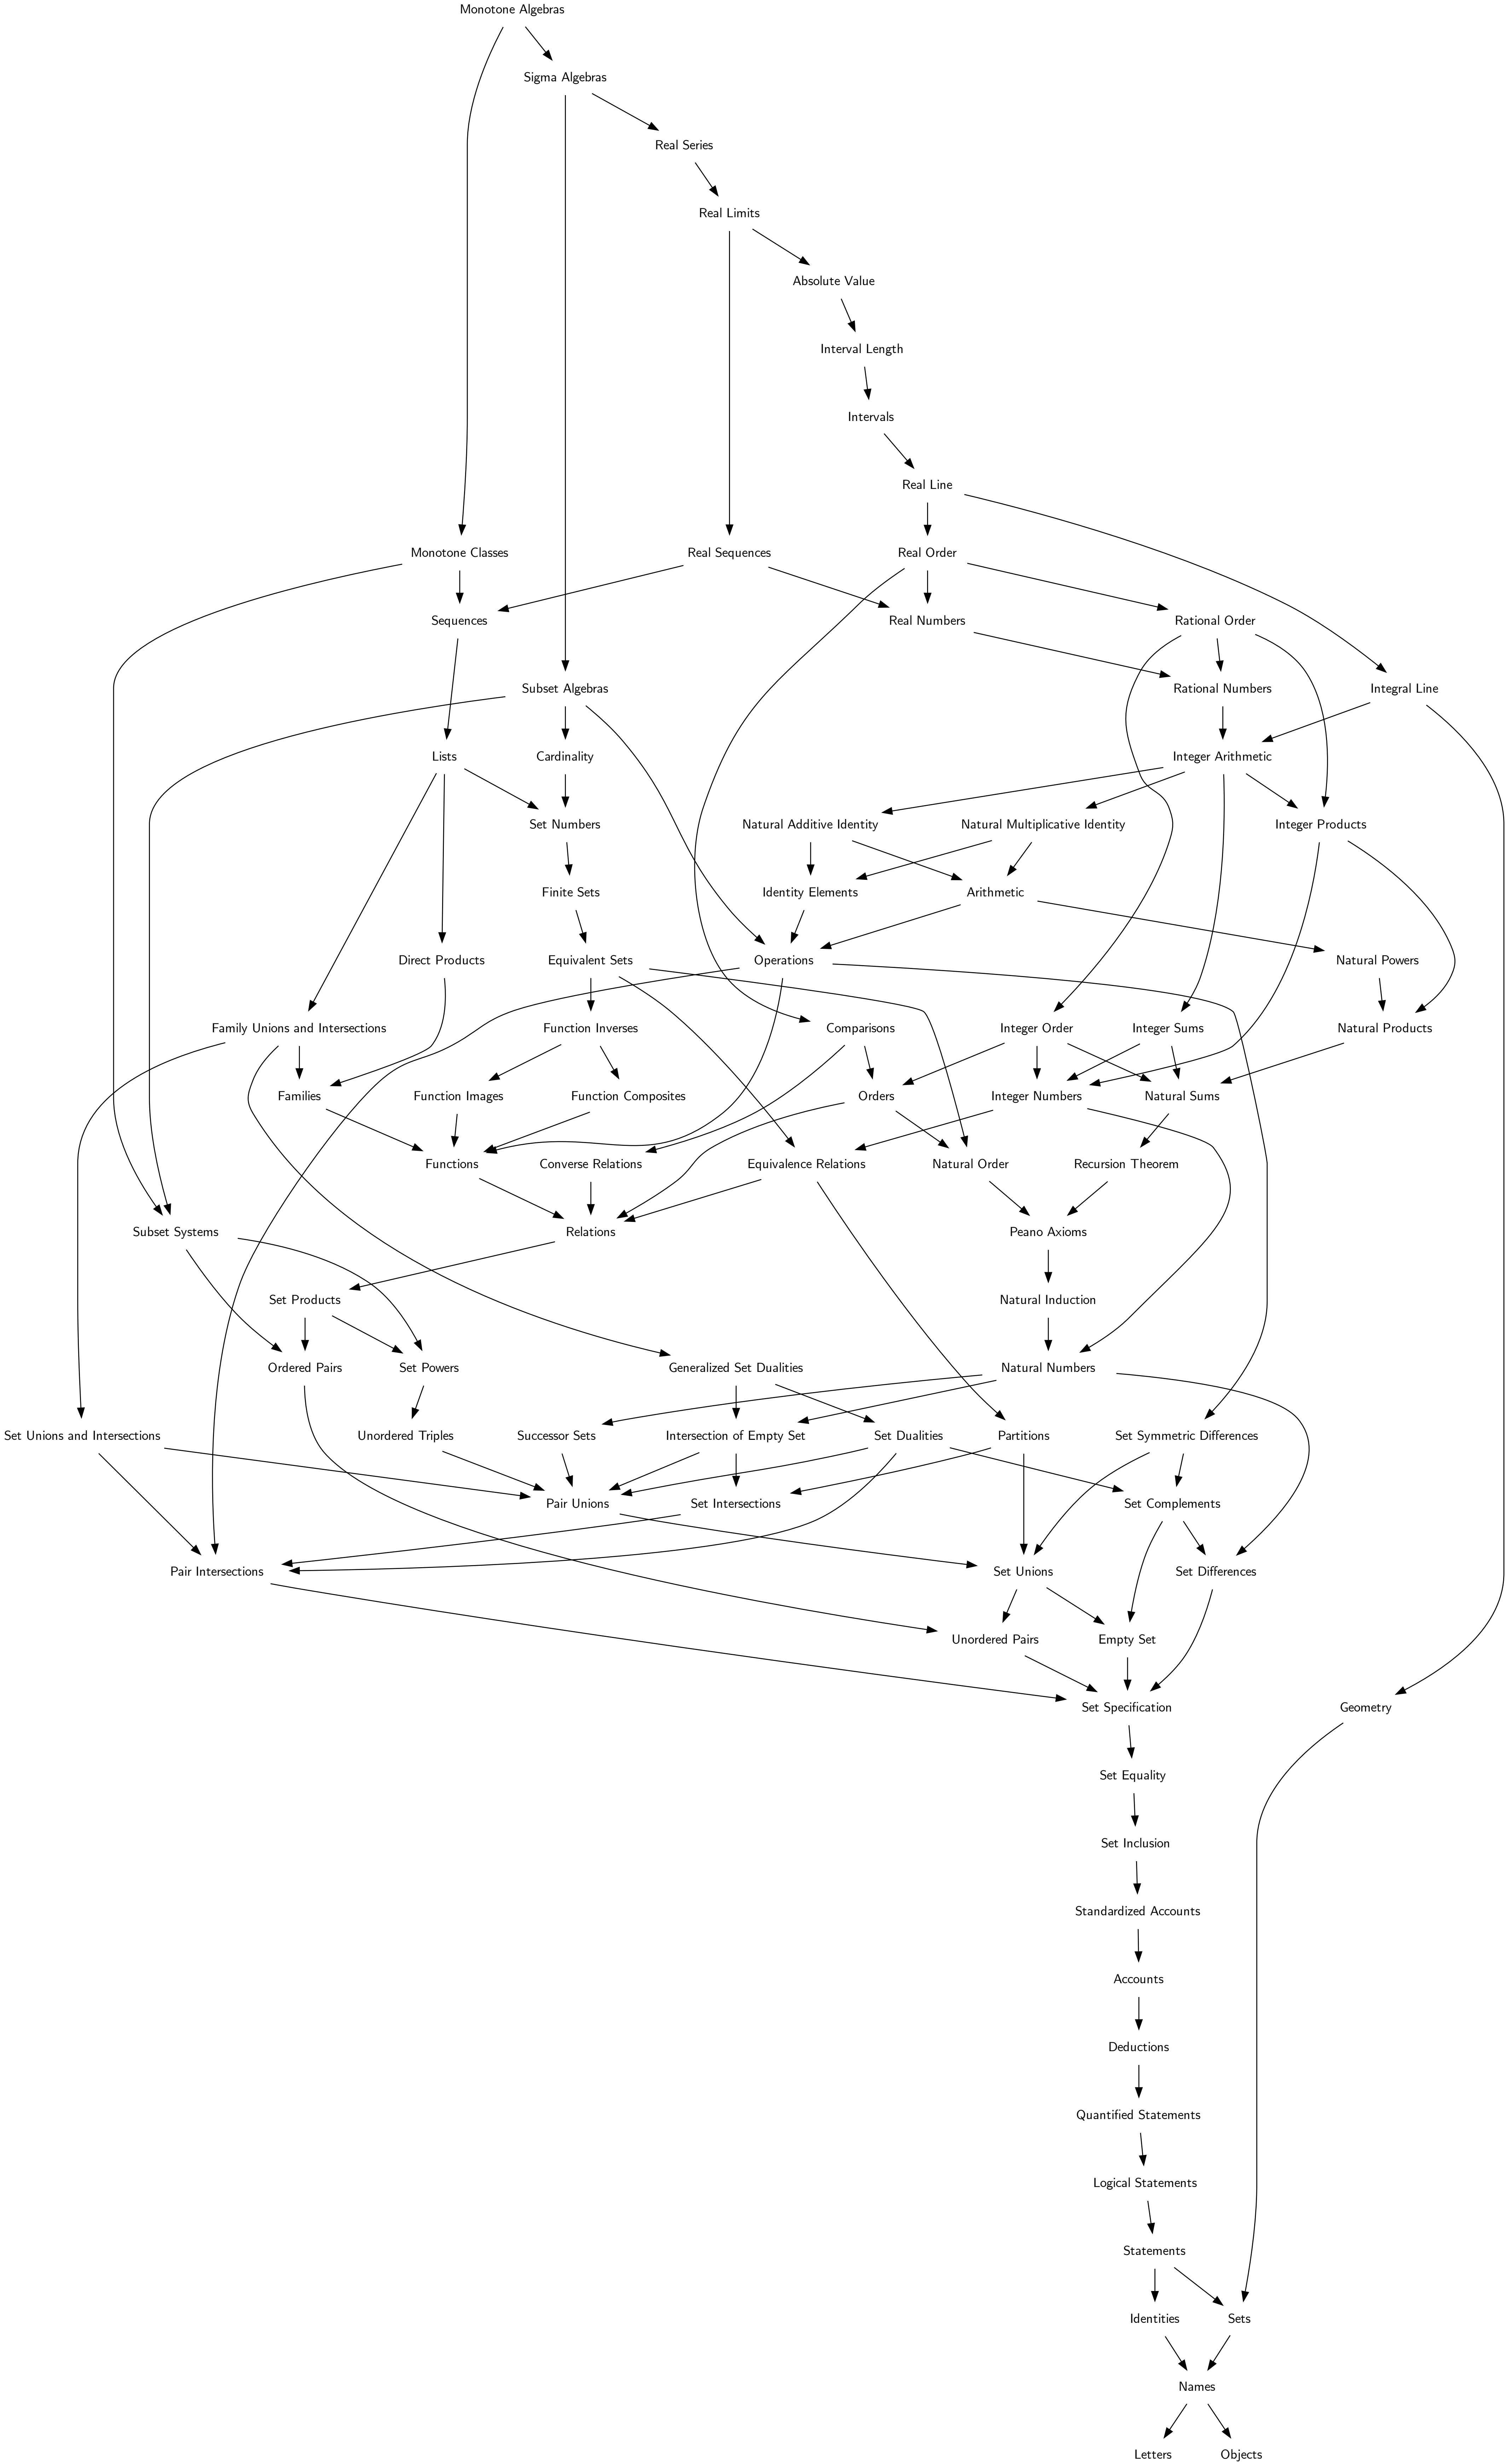 Monotone Algebras
Sigma Algebras
Real Series
Real Limits
Absolute Value
Interval Length
Intervals
Real Line
Monotone Classes
Real Sequences
Real Order
Sequences
Real Numbers
Rational Order
Subset Algebras
Rational Numbers
Integral Line
Lists
Cardinality
Integer Arithmetic
Set Numbers
Natural Additive Identity
Natural Multiplicative Identity
Integer Products
Finite Sets
Identity Elements
Arithmetic
Direct Products
Equivalent Sets
Operations
Natural Powers
Family Unions and Intersections
Function Inverses
Comparisons
Integer Order
Integer Sums
Natural Products
Families
Function Images
Function Composites
Orders
Integer Numbers
Natural Sums
Functions
Converse Relations
Equivalence Relations
Natural Order
Recursion Theorem
Subset Systems
Relations
Peano Axioms
Set Products
Natural Induction
Ordered Pairs
Set Powers
Generalized Set Dualities
Natural Numbers
Set Unions and Intersections
Unordered Triples
Successor Sets
Intersection of Empty Set
Set Dualities
Partitions
Set Symmetric Differences
Pair Unions
Set Intersections
Set Complements
Pair Intersections
Set Unions
Set Differences
Unordered Pairs
Empty Set
Set Specification
Geometry
Set Equality
Set Inclusion
Standardized Accounts
Accounts
Deductions
Quantified Statements
Logical Statements
Statements
Identities
Sets
Names
Letters
Objects